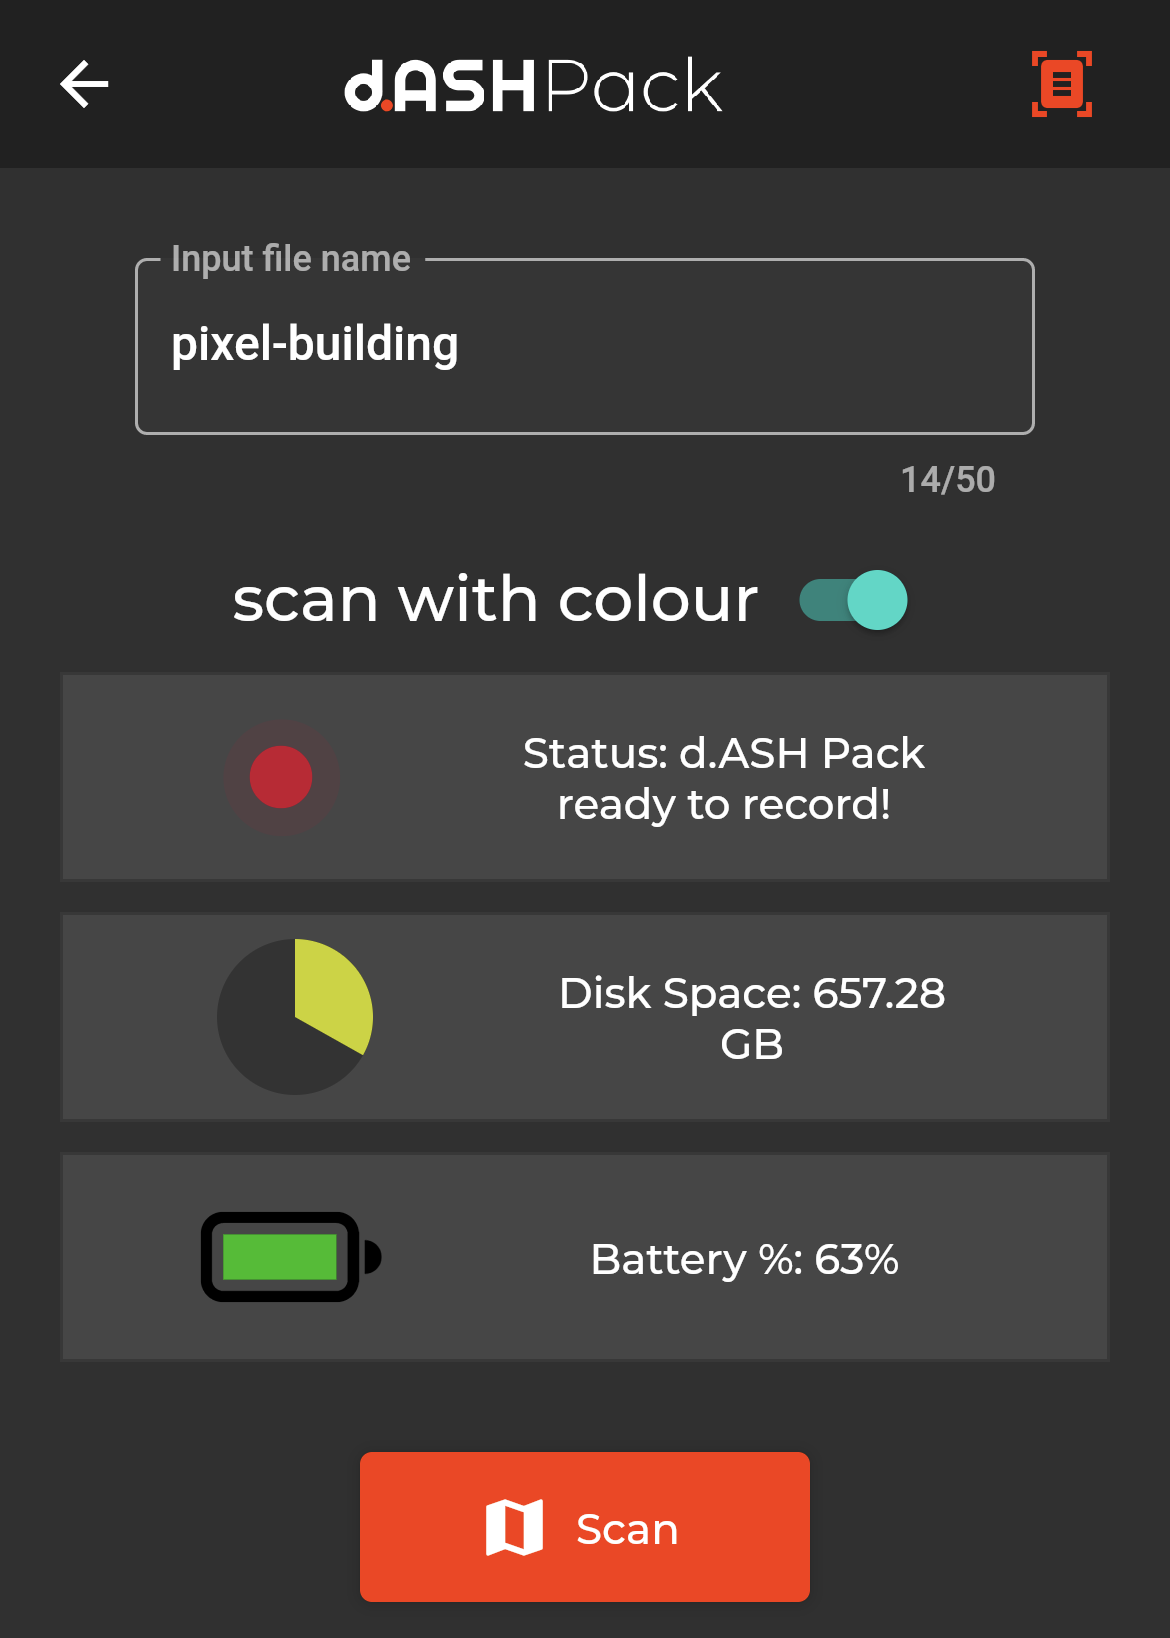 d.ASHPack
Input file name
pixel-building
14/50
scan with colour
Status: d.ASH Pack
ready to record!
Disk Space: 657.28
GB
Battery %: 63%
Scan